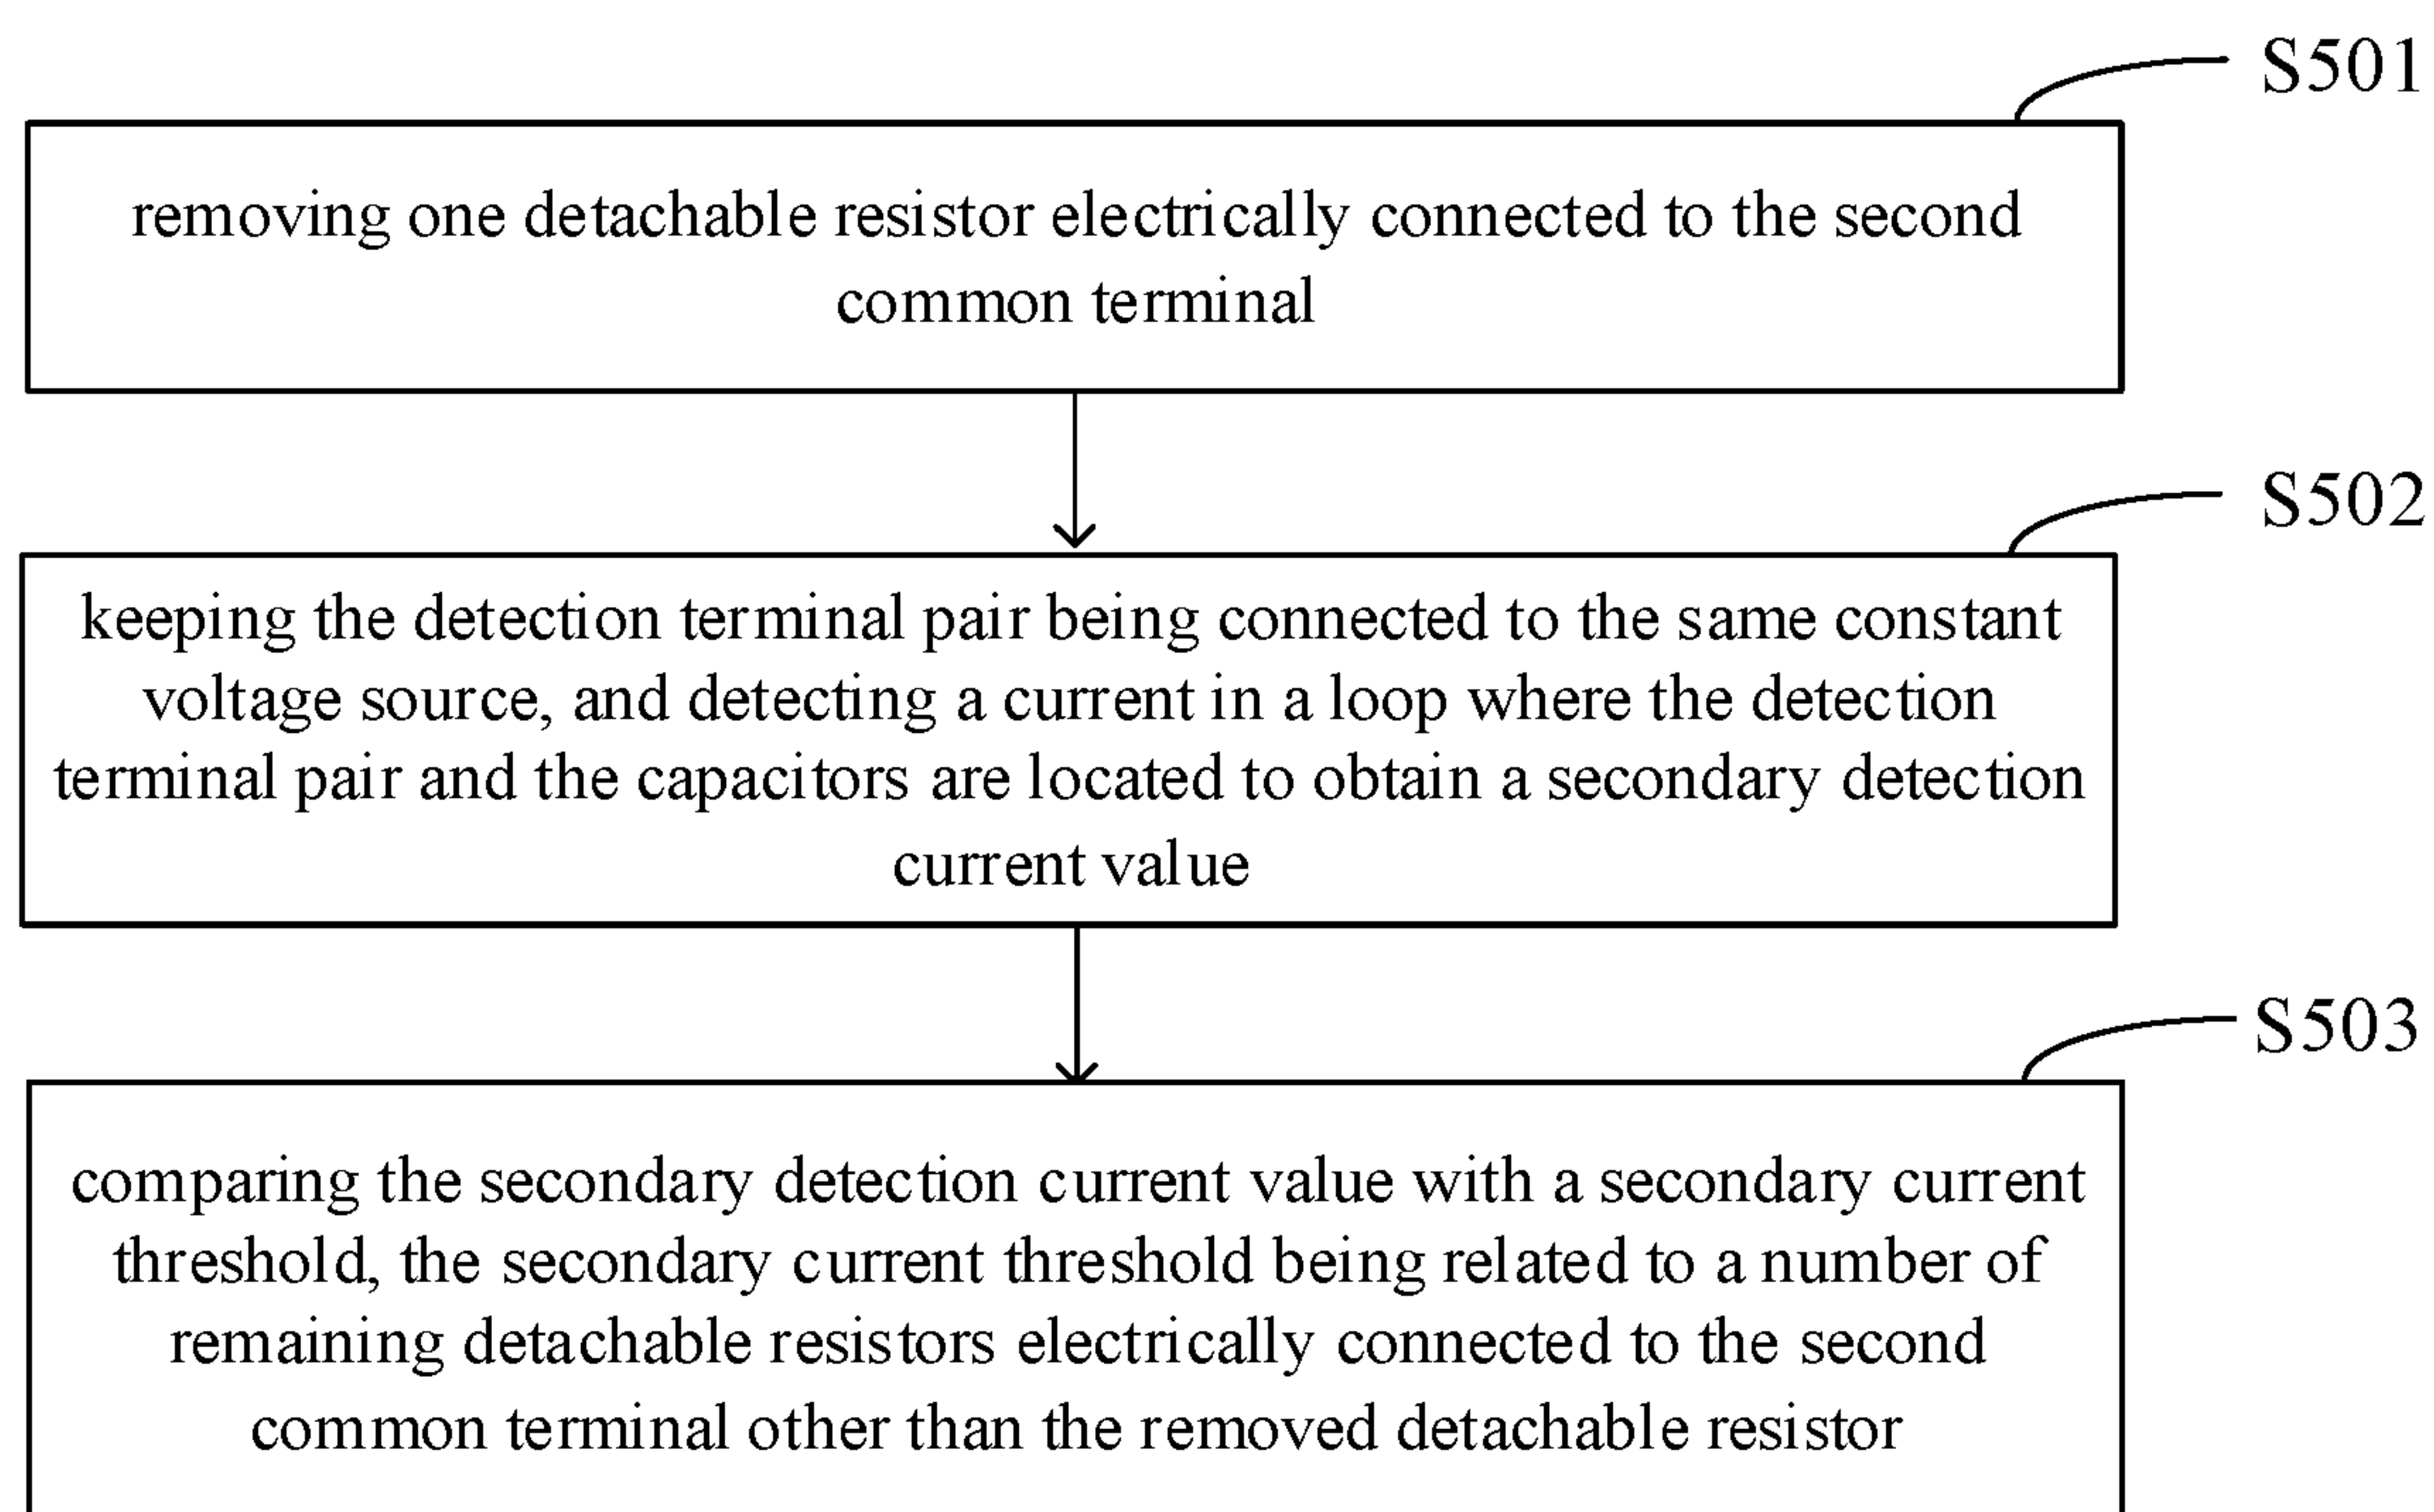 S501
removing one detachable resistor electrically connected to the second
common terminal
S502
keeping the detection terminal pair being connected to the same constant
voltage source, and detecting a current in a loop where the detection
terminal pair and the capacitors are located to obtain a secondary detection
current value
S503
comparing the secondary detection current value with a secondary current
threshold, the secondary current threshold being related to a number of
remaining detachable resistors electrically connected to the second
common terminal other than the removed detachable resistor